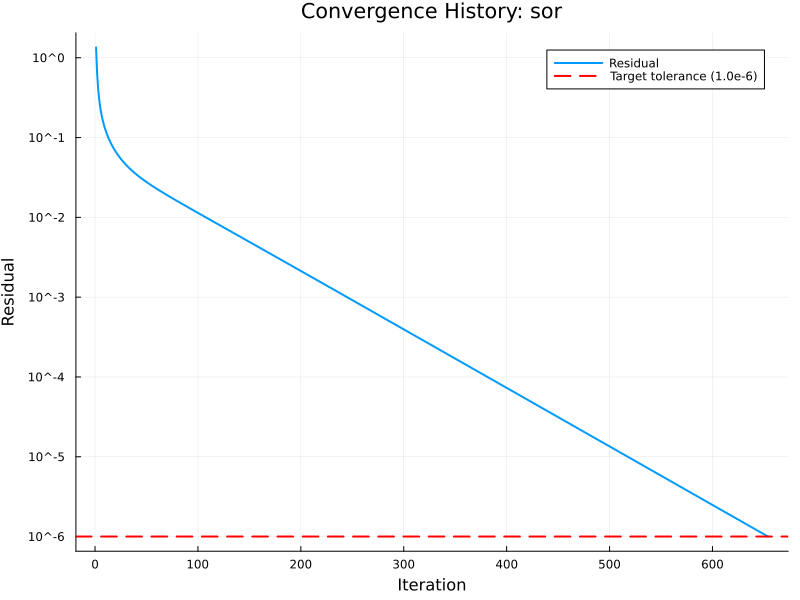 Convergence History: sor
Residual
Target tolerance (1.0e-6)
10^0
10^-1
10^-2
10^-3
10^-4
10^-5
10^-6
Residual
0 100 200 300 400 500 600
Iteration